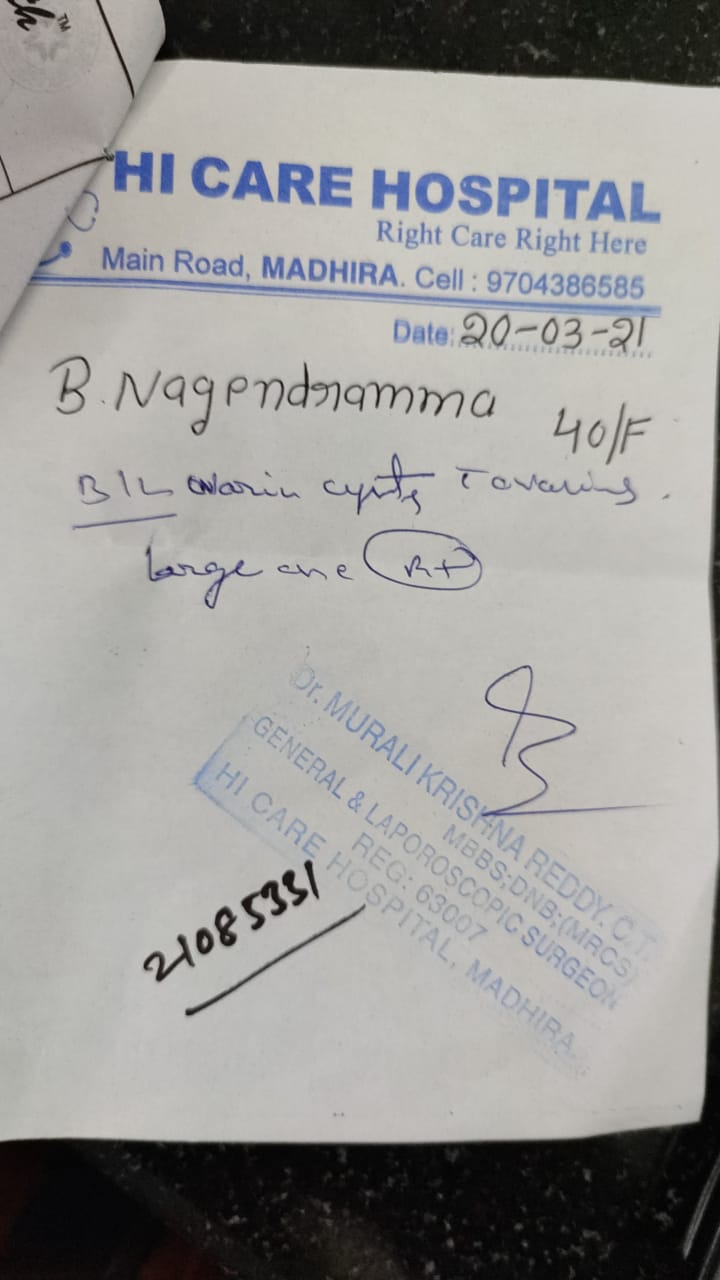 HI CARE HOSPITAL
Right Care Right Here
Main Road, MADHIRA. Cell : 9704386585
Date: 20-03-21
B. Nagendramma 40/F
B/L ovarin cysts
large one Rt
Dr. MURALI KRISHNA REDDY. C.T.
MBBS;DNB;(MRCS)
GENERAL & LAPOROSCOPIC SURGEON
REG: 63007
HI CARE HOSPITAL, MADHIRA
21085331